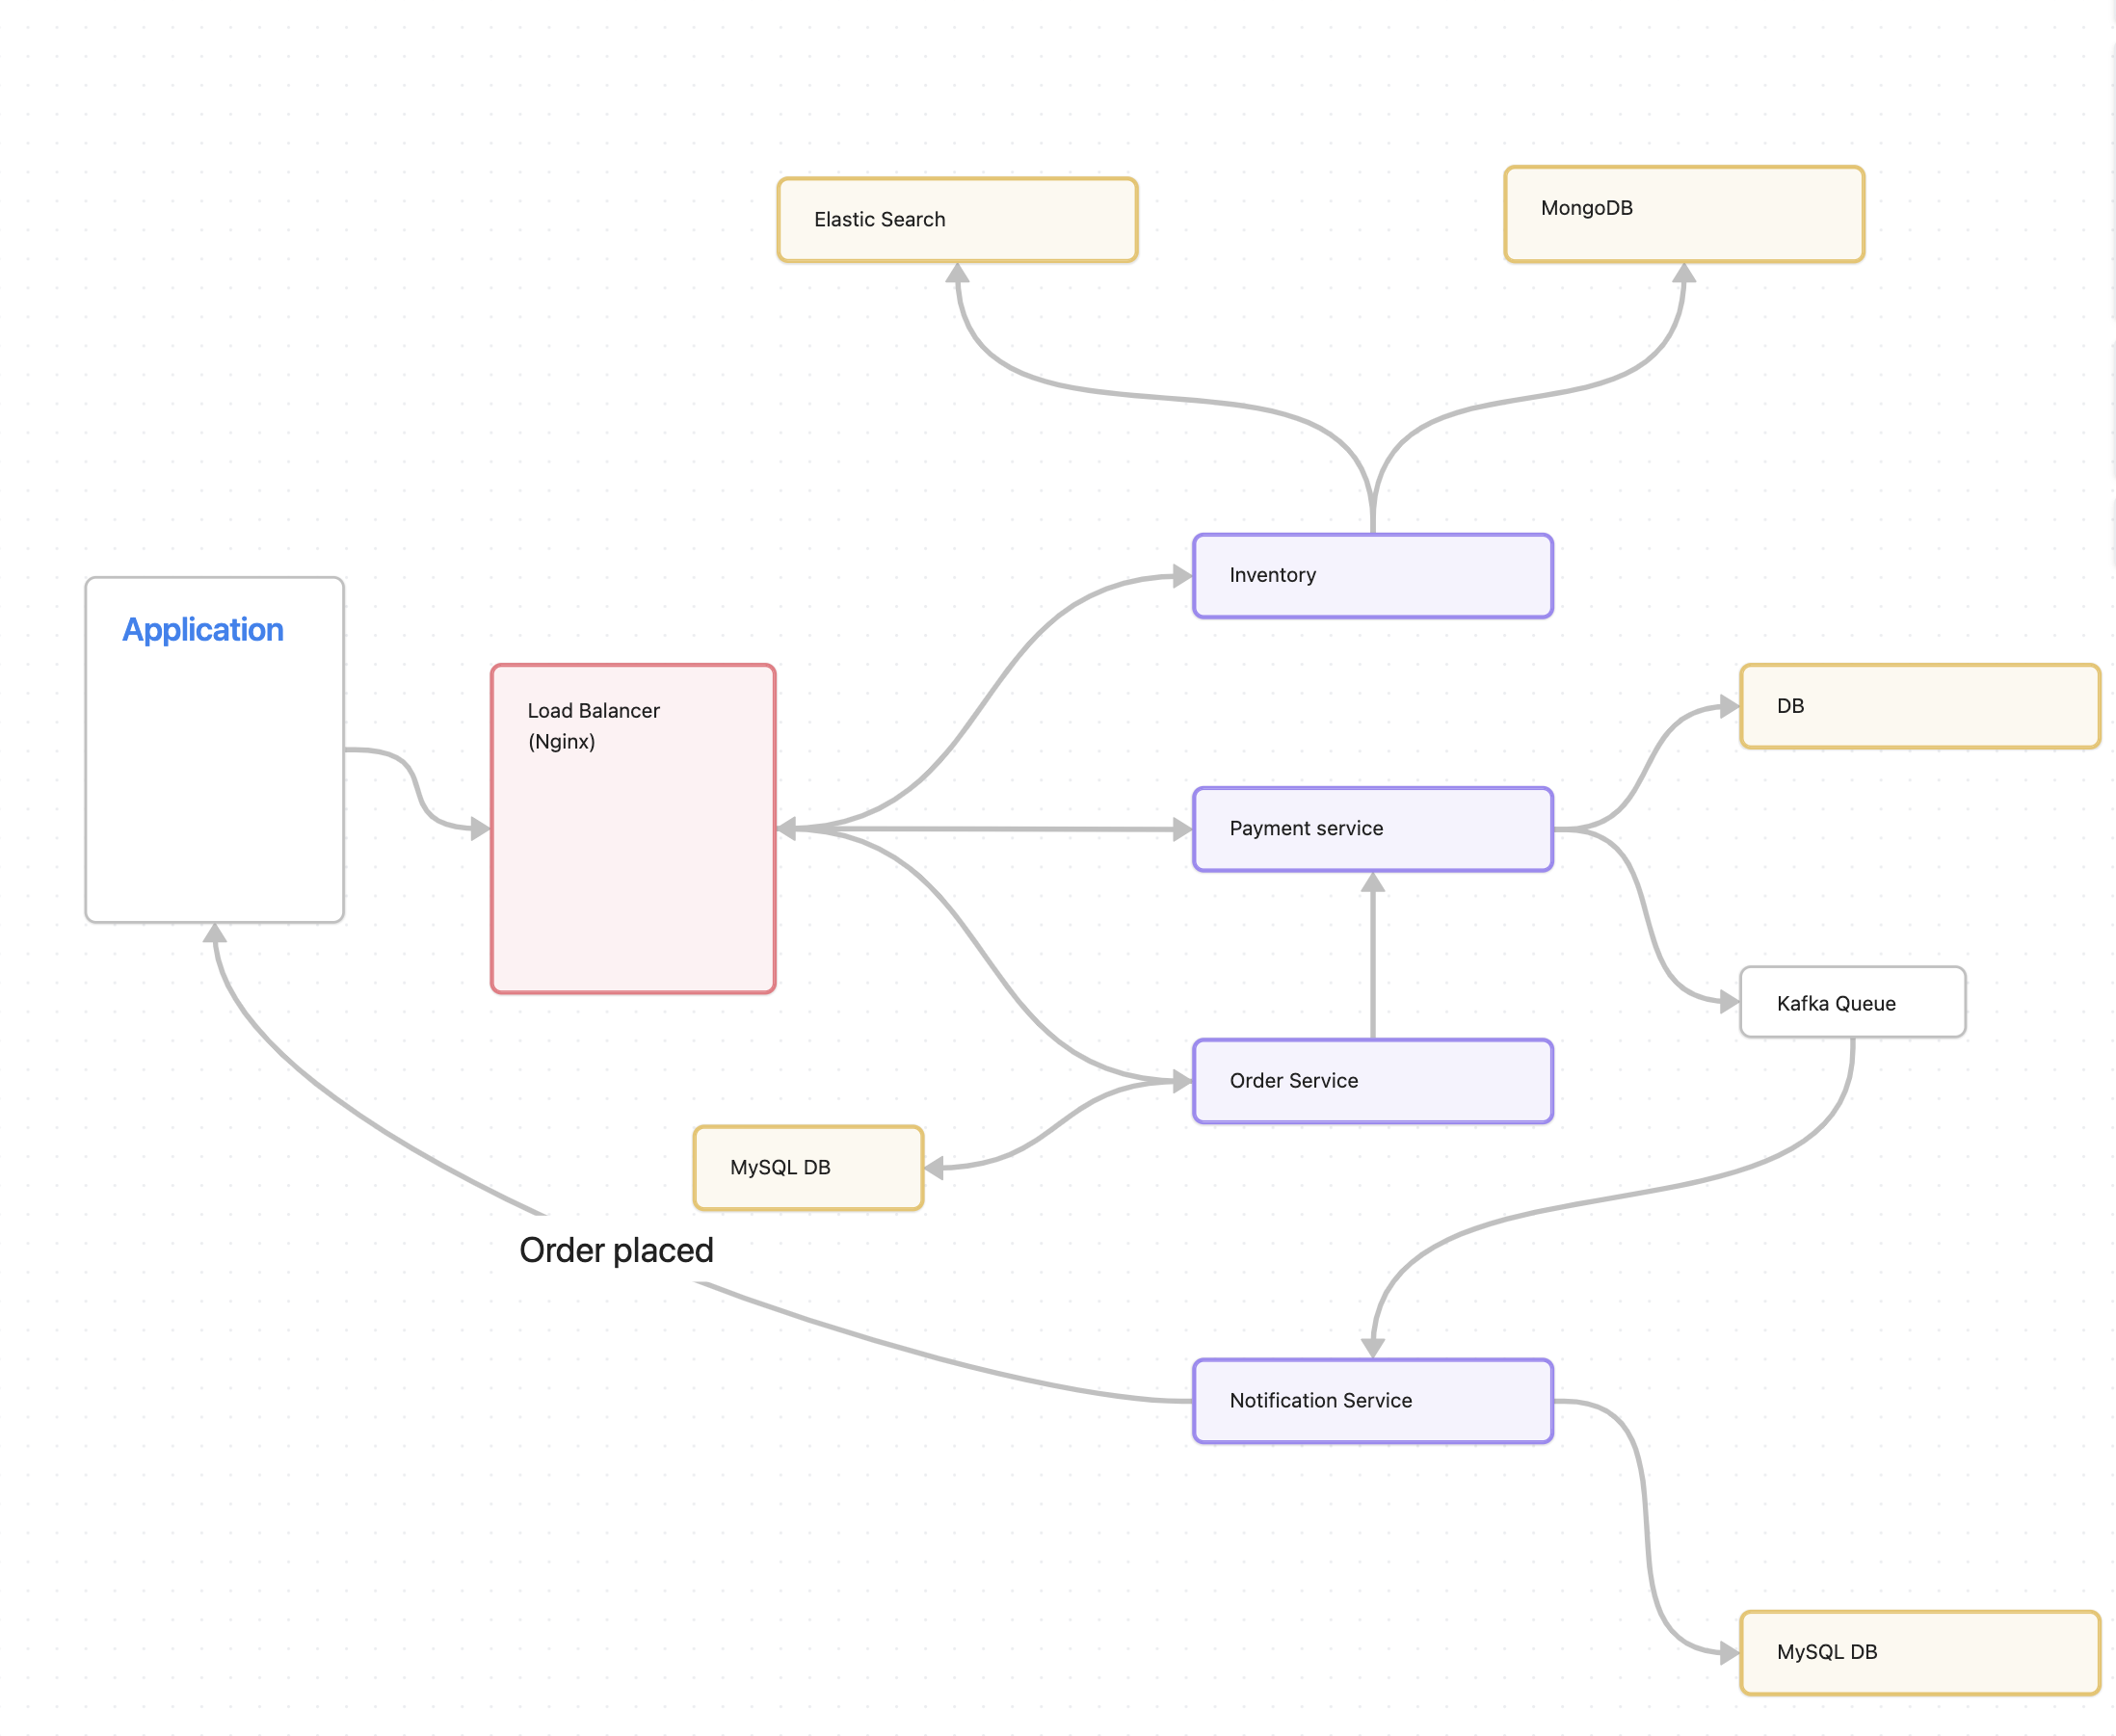 Elastic Search
MongoDB
Inventory
Application
Load Balancer
(Nginx)
DB
Payment service
Kafka Queue
Order Service
MySQL DB
Order placed
Notification Service
MySQL DB